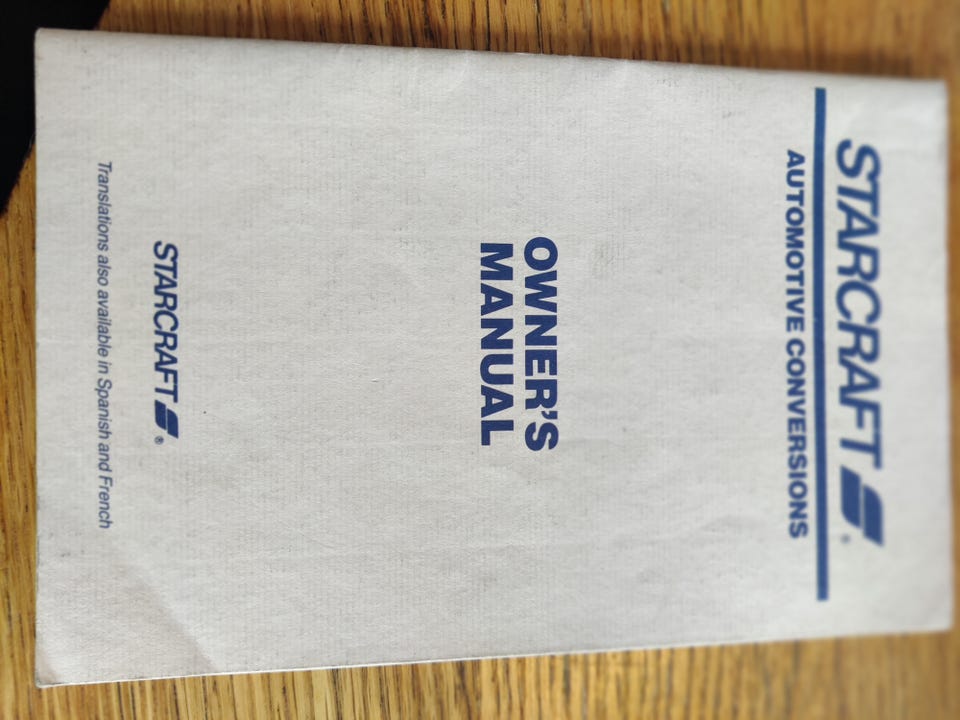 STARCRAFT ®
AUTOMOTIVE CONVERSIONS
OWNER'S
MANUAL
STARCRAFT ®
Translations also available in Spanish and French